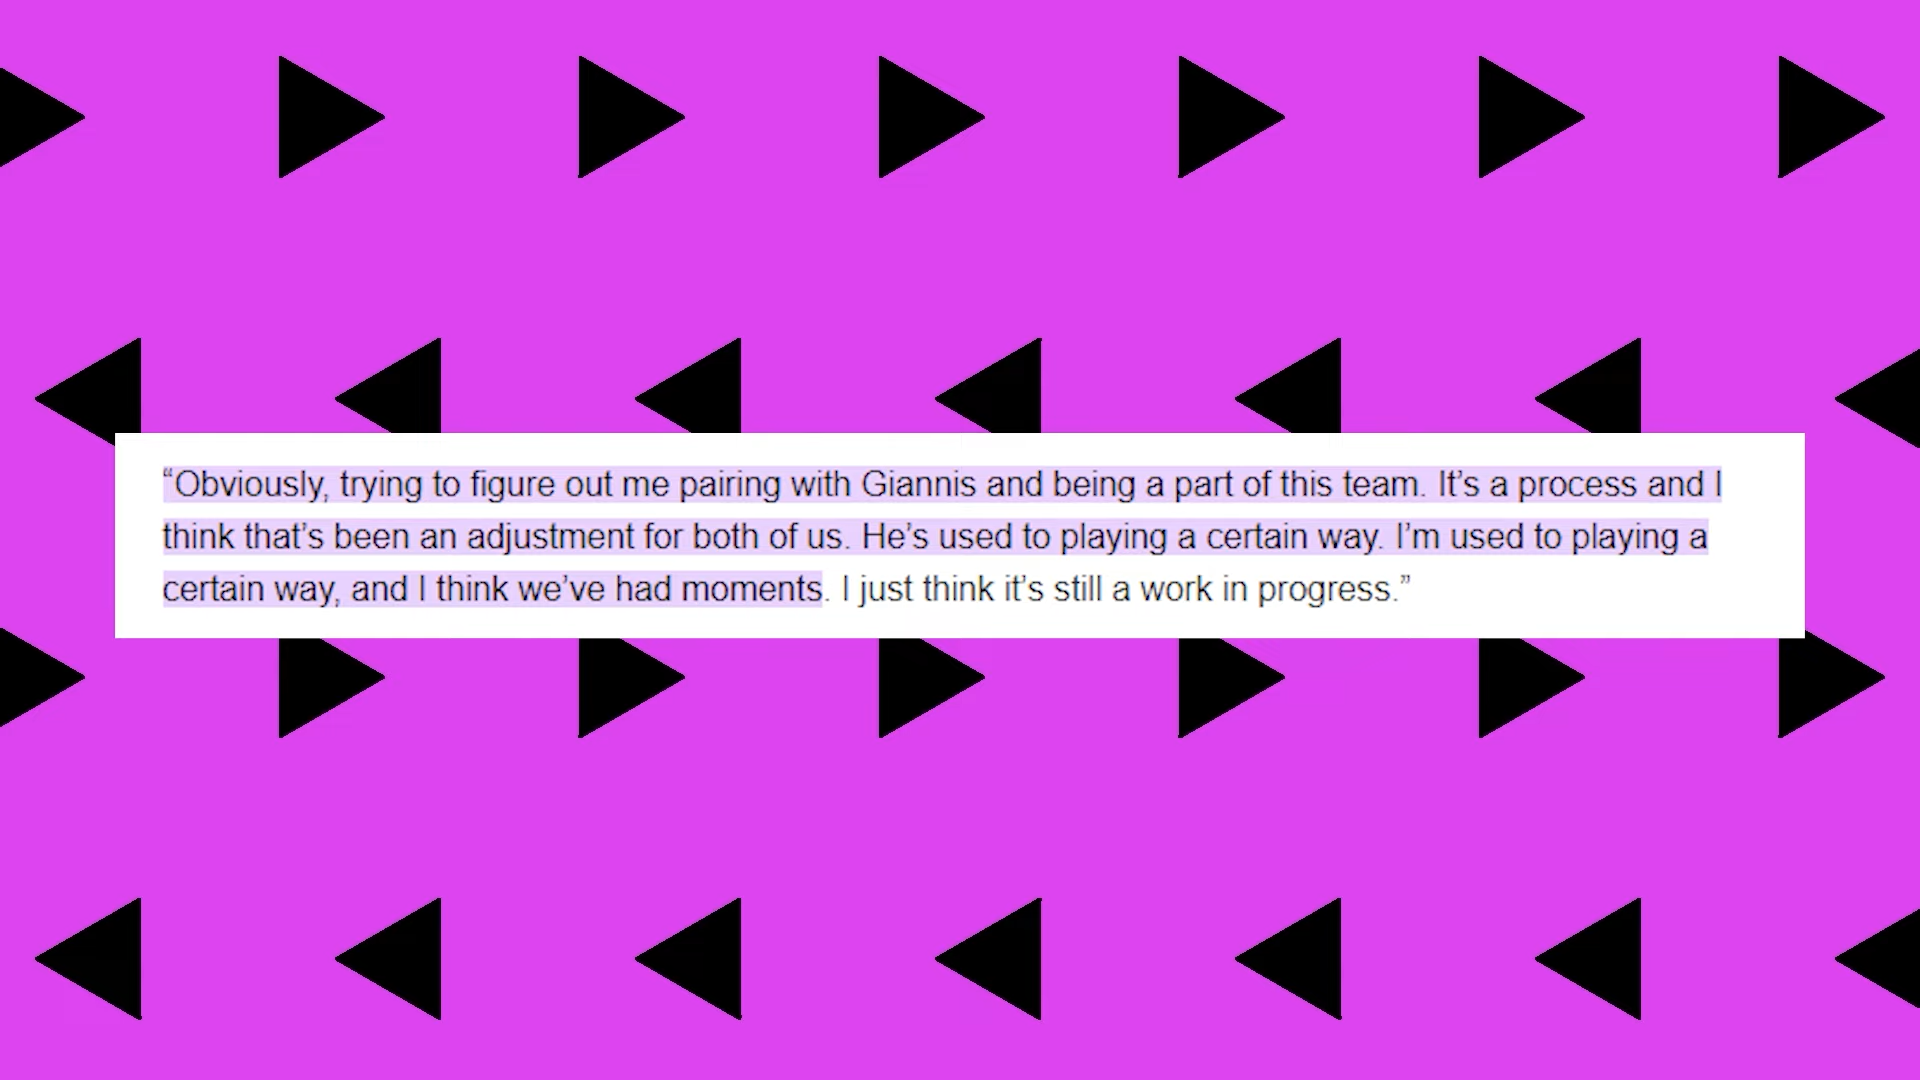 “Obviously, trying to figure out me pairing with Giannis and being a part of this team. It’s a process and I
think that’s been an adjustment for both of us. He’s used to playing a certain way. I’m used to playing a
certain way, and I think we’ve had moments. I just think it’s still a work in progress.”